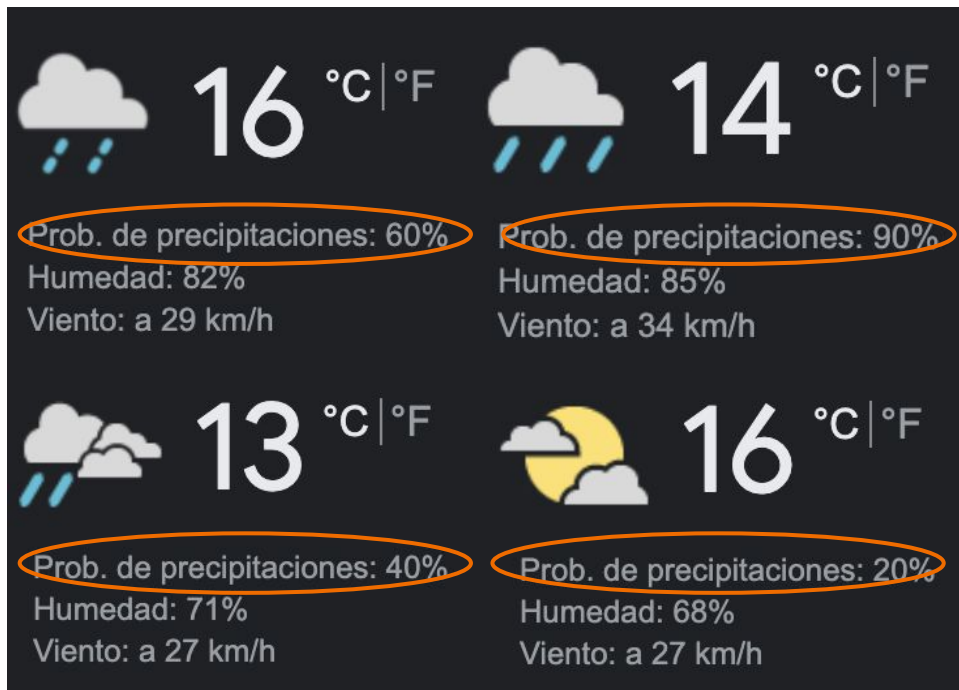 16 °C|°F
Prob. de precipitaciones: 60%
Humedad: 82%
Viento: a 29 km/h
14 °C|°F
Prob. de precipitaciones: 90%
Humedad: 85%
Viento: a 34 km/h
13 °C|°F
Prob. de precipitaciones: 40%
Humedad: 71%
Viento: a 27 km/h
16 °C|°F
Prob. de precipitaciones: 20%
Humedad: 68%
Viento: a 27 km/h